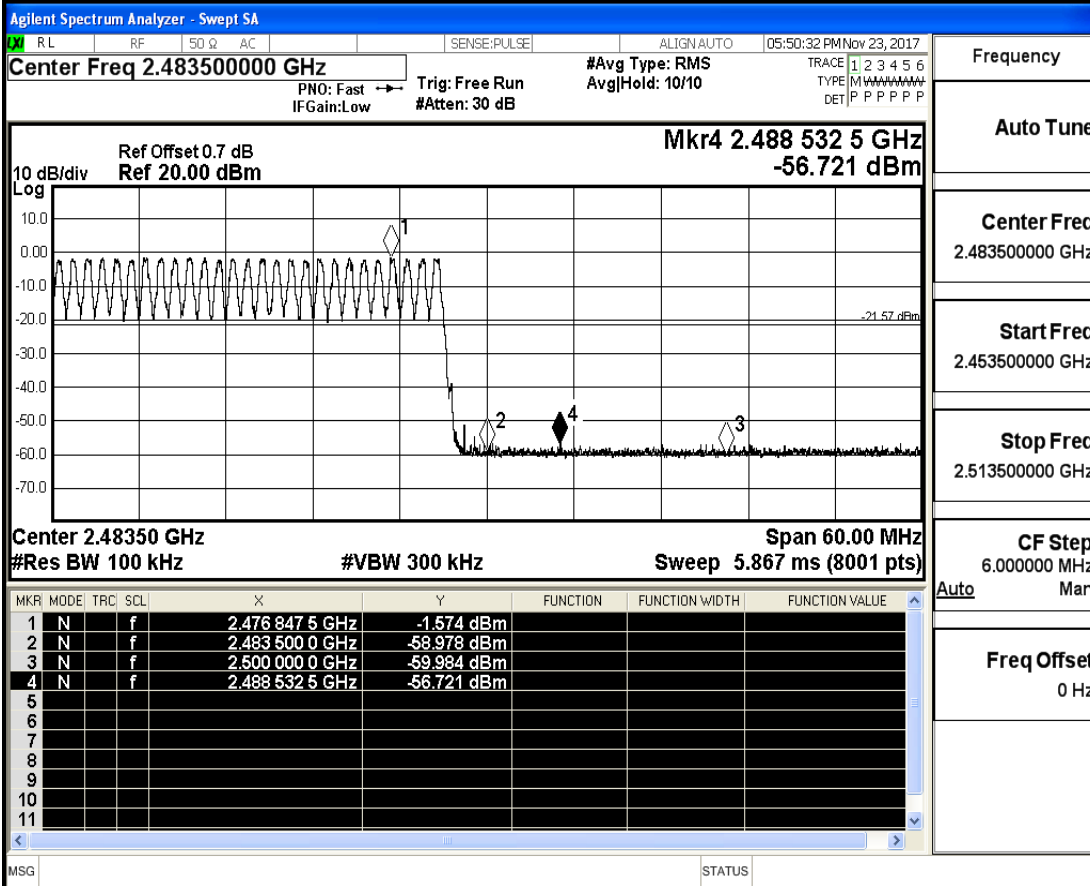 Agilent Spectrum Analyzer - Swept SA
LXI RL RF 50 Ω AC SENSE:PULSE ALIGN AUTO 05:50:32 PM Nov 23, 2017
Center Freq 2.483500000 GHz
PNO: Fast
IFGain:Low
Trig: Free Run
#Atten: 30 dB
#Avg Type: RMS
Avg|Hold: 10/10
TRACE 1 2 3 4 5 6
TYPE M WWWWW
DET P P P P P P
Mkr4 2.488 532 5 GHz
-56.721 dBm
Ref Offset 0.7 dB
10 dB/div Ref 20.00 dBm
Log
10.0
0.00
-10.0
-20.0
-30.0
-40.0
-50.0
-60.0
-70.0
1
-21.57 dBm
2
4
3
Center 2.48350 GHz Span 60.00 MHz
#Res BW 100 kHz #VBW 300 kHz Sweep 5.867 ms (8001 pts)
MKR MODE TRC SCL X Y FUNCTION FUNCTION WIDTH FUNCTION VALUE
1 N f 2.476 847 5 GHz -1.574 dBm
2 N f 2.483 500 0 GHz -58.978 dBm
3 N f 2.500 000 0 GHz -59.984 dBm
4 N f 2.488 532 5 GHz -56.721 dBm
5
6
7
8
9
10
11
MSG STATUS
Frequency
Auto Tune
Center Freq
2.483500000 GHz
Start Freq
2.453500000 GHz
Stop Freq
2.513500000 GHz
CF Step
6.000000 MHz
Auto Man
Freq Offset
0 Hz